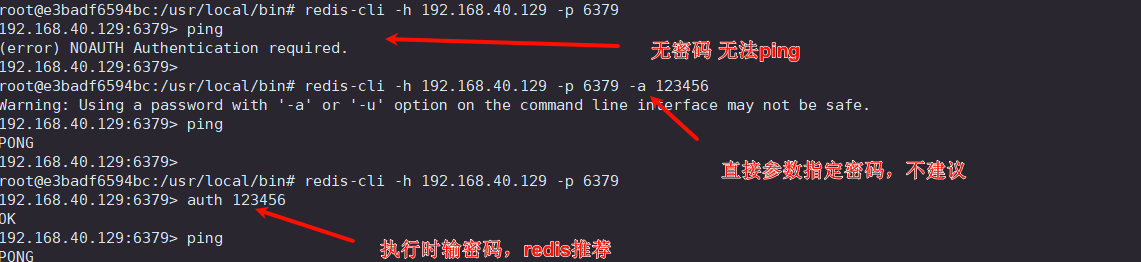 root@e3badf6594bc:/usr/local/bin# redis-cli -h 192.168.40.129 -p 6379
192.168.40.129:6379> ping
(error) NOAUTH Authentication required.
无密码 无法ping
192.168.40.129:6379>
root@e3badf6594bc:/usr/local/bin# redis-cli -h 192.168.40.129 -p 6379 -a 123456
Warning: Using a password with '-a' or '-u' option on the command line interface may not be safe.
192.168.40.129:6379> ping
PONG
192.168.40.129:6379>
直接参数指定密码，不建议
root@e3badf6594bc:/usr/local/bin# redis-cli -h 192.168.40.129 -p 6379
192.168.40.129:6379> auth 123456
OK
192.168.40.129:6379> ping
执行时输密码，redis推荐
PONG